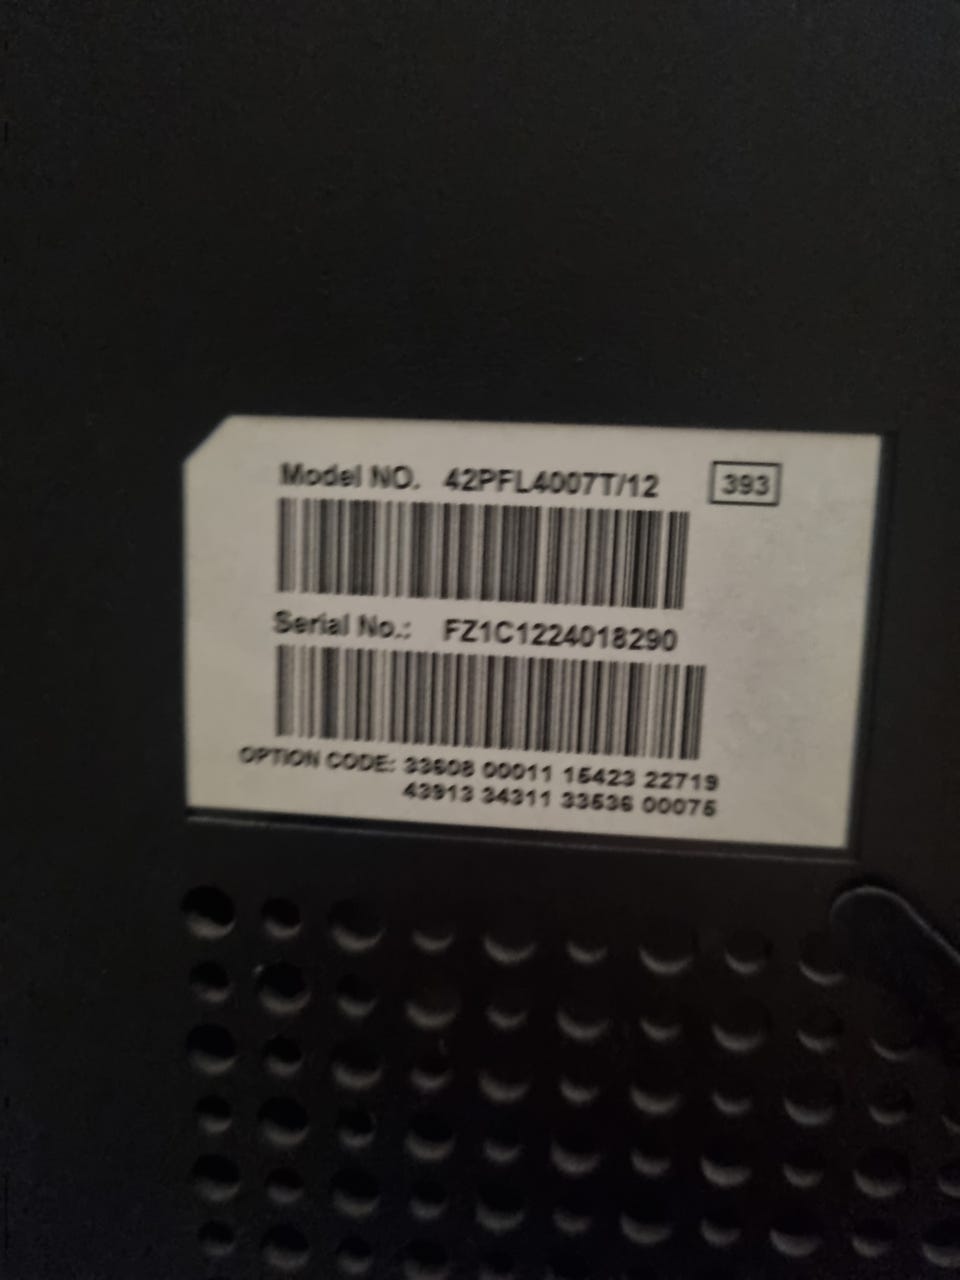 Model NO. 42PFL4007T/12 393
Serial No.: FZ1C1224018290
OPTION CODE: 33608 00011 15423 22719
43913 34311 33536 00075